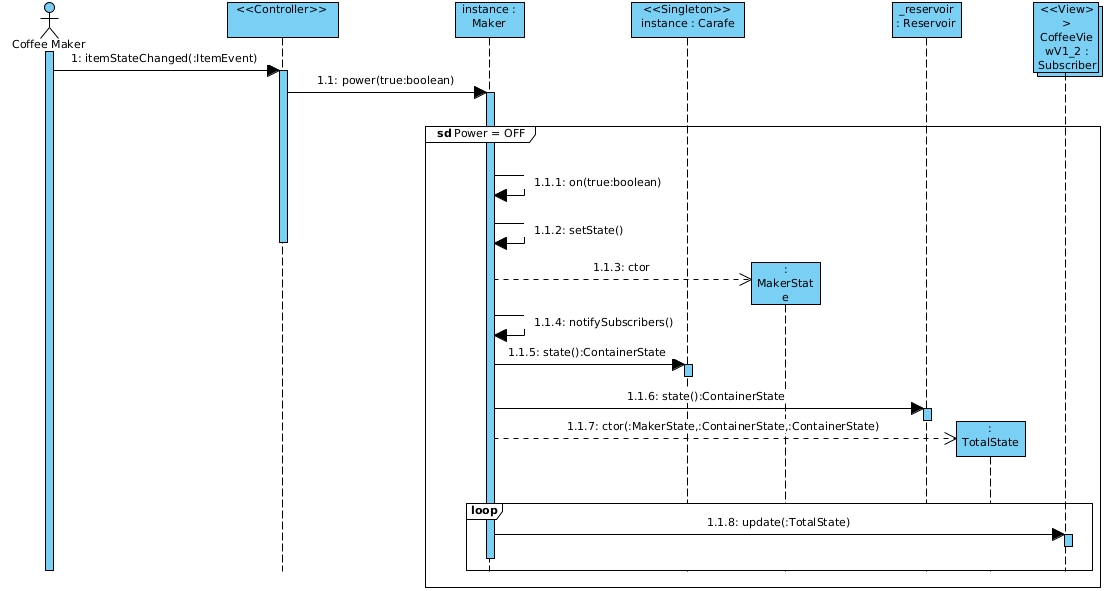 Coffee Maker
<<Controller>>
instance :
Maker
<<Singleton>>
instance : Carafe
_reservoir
: Reservoir
<<View>
>
CoffeeVie
wV1_2 :
Subscriber
1: itemStateChanged(:ItemEvent)
1.1: power(true:boolean)
sd Power = OFF
1.1.1: on(true:boolean)
1.1.2: setState()
1.1.3: ctor
:
MakerStat
e
1.1.4: notifySubscribers()
1.1.5: state():ContainerState
1.1.6: state():ContainerState
1.1.7: ctor(:MakerState,:ContainerState,:ContainerState)
:
TotalState
loop
1.1.8: update(:TotalState)